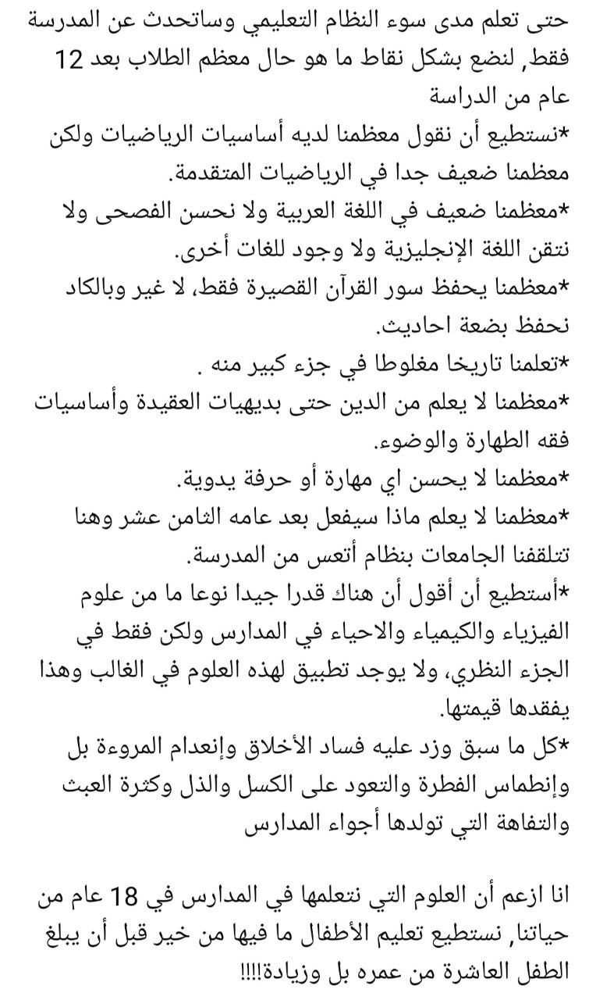 حتى تعلم مدى سوء النظام التعليمي وساتحدث عن المدرسة
فقط, لنضع بشكل نقاط ما هو حال معظم الطلاب بعد 12
عام من الدراسة
*نستطيع أن نقول معظمنا لديه أساسيات الرياضيات ولكن
معظمنا ضعيف جدا في الرياضيات المتقدمة.
*معظمنا ضعيف في اللغة العربية ولا نحسن الفصحى ولا
نتقن اللغة الإنجليزية ولا وجود للغات أخرى.
*معظمنا يحفظ سور القرآن القصيرة فقط، لا غير وبالكاد
نحفظ بضعة احاديث.
*تعلمنا تاريخا مغلوطا في جزء كبير منه .
*معظمنا لا يعلم من الدين حتى بديهيات العقيدة وأساسيات
فقه الطهارة والوضوء.
*معظمنا لا يحسن اي مهارة أو حرفة يدوية.
*معظمنا لا يعلم ماذا سيفعل بعد عامه الثامن عشر وهنا
تتلقفنا الجامعات بنظام أتعس من المدرسة.
*أستطيع أن أقول أن هناك قدرا جيدا نوعا ما من علوم
الفيزياء والكيمياء والاحياء في المدارس ولكن فقط في
الجزء النظري، ولا يوجد تطبيق لهذه العلوم في الغالب وهذا
يفقدها قيمتها.
*كل ما سبق وزد عليه فساد الأخلاق وإنعدام المروءة بل
وإنطماس الفطرة والتعود على الكسل والذل وكثرة العبث
والتفاهة التي تولدها أجواء المدارس
انا ازعم أن العلوم التي نتعلمها في المدارس في 18 عام من
حياتنا, نستطيع تعليم الأطفال ما فيها من خير قبل أن يبلغ
الطفل العاشرة من عمره بل وزيادة!!!!